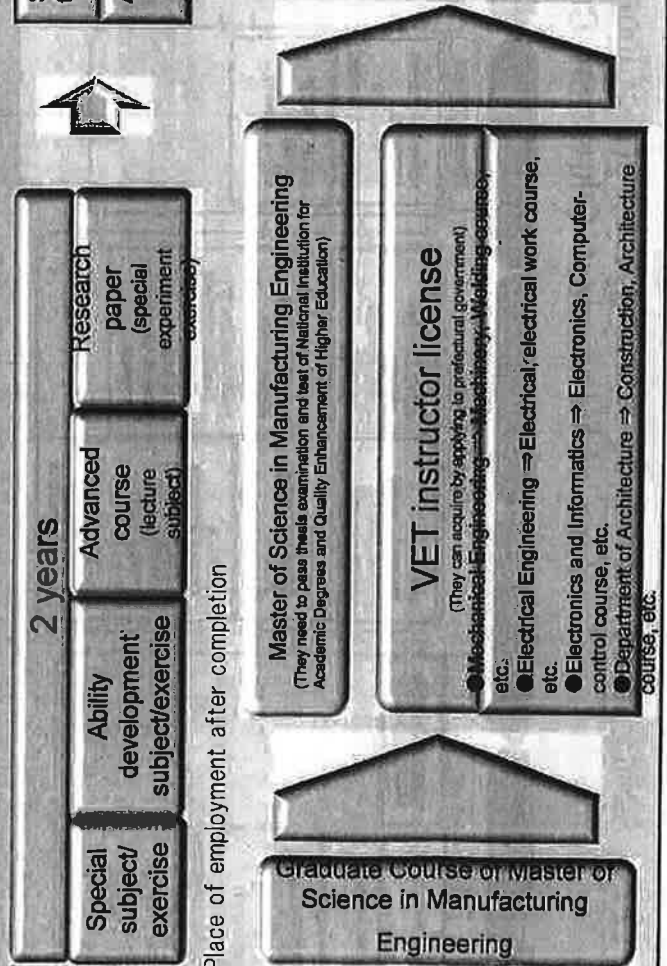 2 years
Special
subject/
exercise
Ability
development
subject/exercise
Advanced
course
(lecture
subject)
Research
paper
(special
experiment
exercise)
Place of employment after completion
Graduate Course of Master of
Science in Manufacturing
Engineering
Master of Science in Manufacturing Engineering
(They need to pass thesis examination and test of National Institution for
Academic Degrees and Quality Enhancement of Higher Education)
VET instructor license
(They can acquire by applying to prefectural government)
●Mechanical Engineering ⇒ Machinery, Welding course,
etc.
●Electrical Engineering ⇒Electrical, electrical work course,
etc.
●Electronics and Informatics ⇒ Electronics, Computer-
control course, etc.
●Department of Architecture ⇒ Construction, Architecture
course, etc.